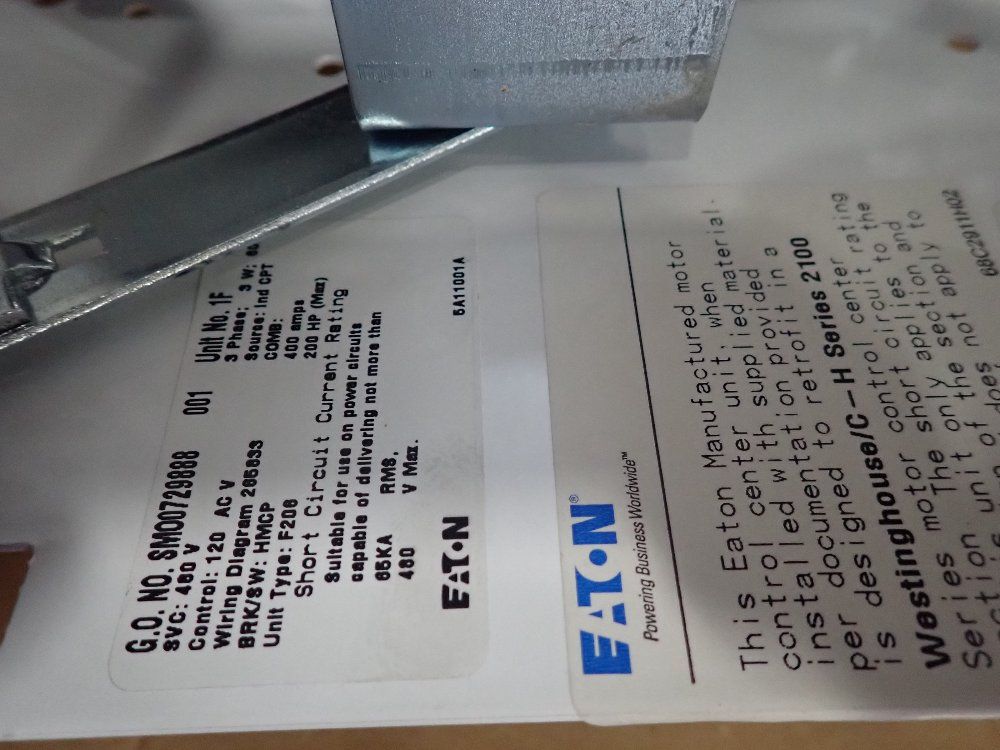 G.O. NO. SM00729988 001 Unit No. 1F
SVC: 480 V 3 Phase; 3 W;
Control: 120 AC V Source: Ind CPT
Wiring Diagram 265633 COMB:
BRK/SW: HMCP 400 amps
Unit Type: F206 200 HP (Max)
Short Circuit Current Rating
Suitable for use on power circuits
capable of delivering not more than
65KA RMS,
480 V Max.
EATON 5A11001A
EATON®
Powering Business Worldwide™
This Eaton Manufactured motor
control center unit, when
installed with supplied material
per documentation provided
is designed to retrofit in a
Westinghouse/C-H Series 2100
Series motor control center
The short circuit rating
only applies to the
unit section and
of the not apply to
does
68C2911H02